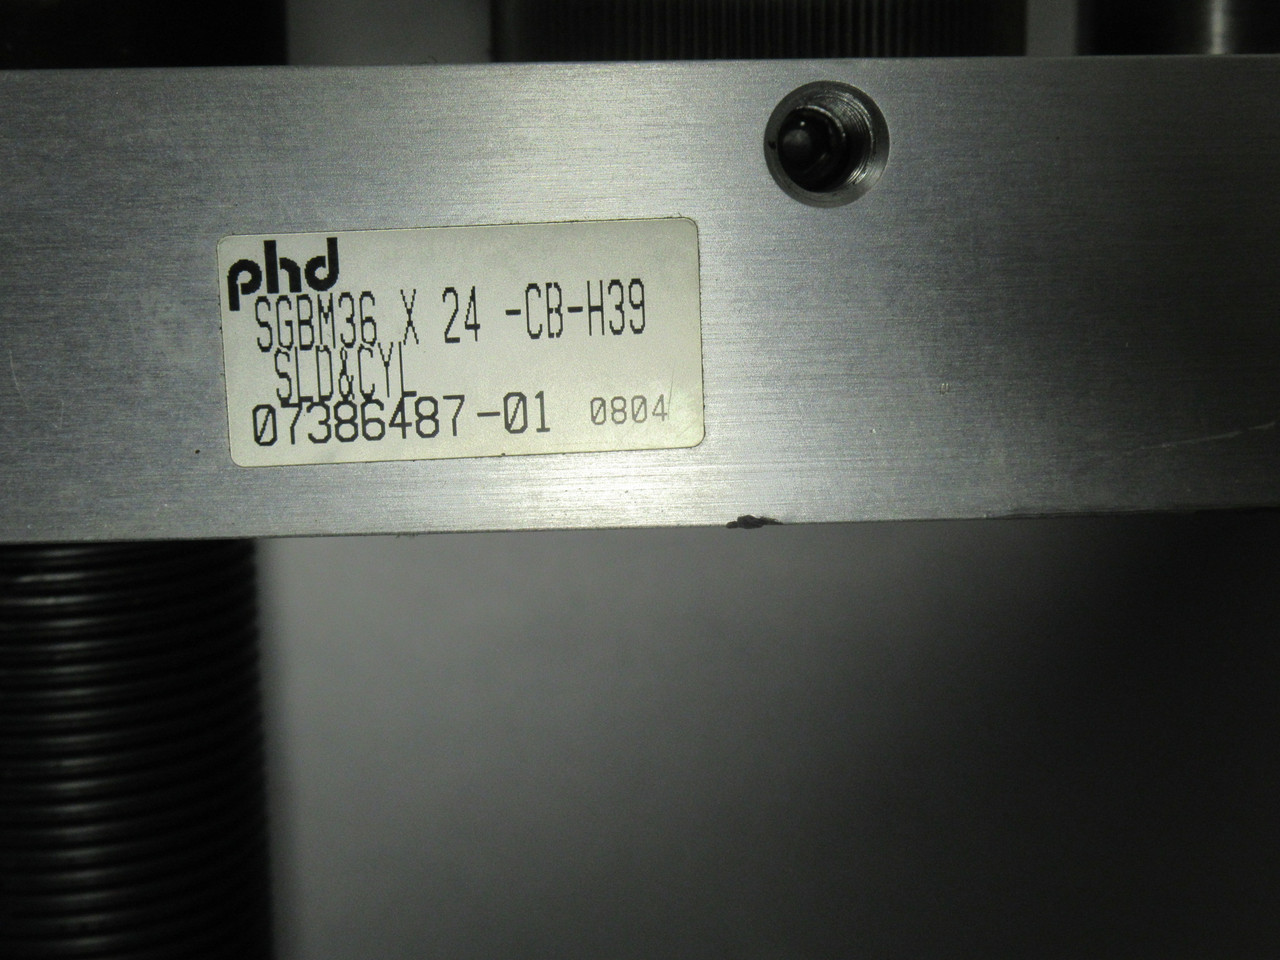 phd
SGBM36 X 24 -CB-H39
SLD&CYL
07386487-01 0804